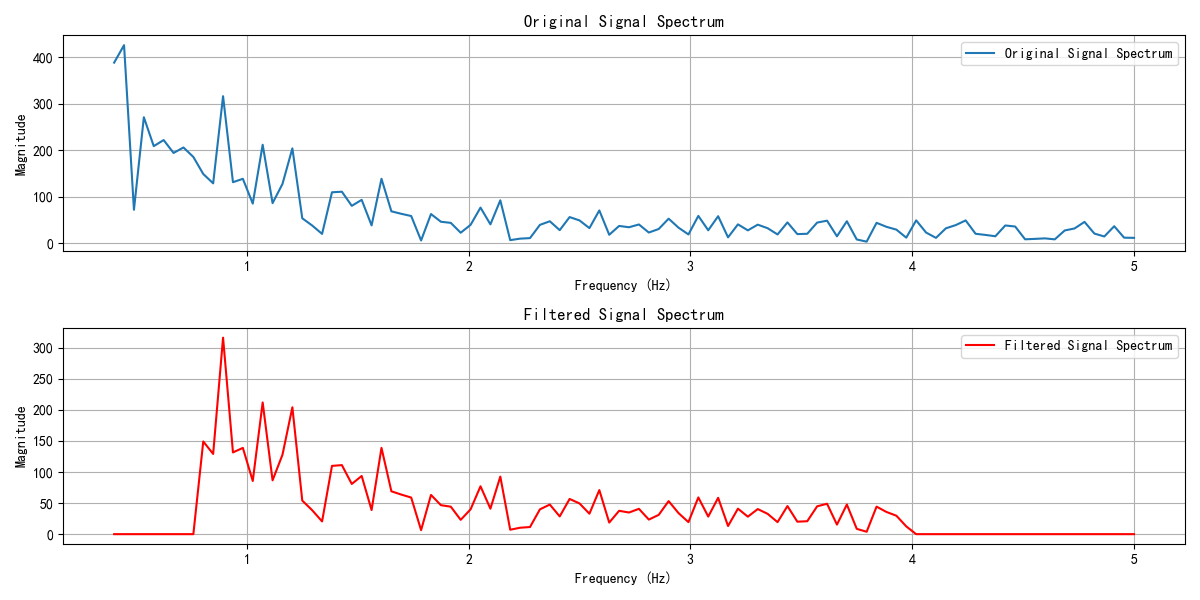 Original Signal Spectrum
Original Signal Spectrum
400
300
200
100
0
Magnitude
1 2 3 4 5
Frequency (Hz)
Filtered Signal Spectrum
Filtered Signal Spectrum
300
250
200
150
100
50
0
Magnitude
1 2 3 4 5
Frequency (Hz)